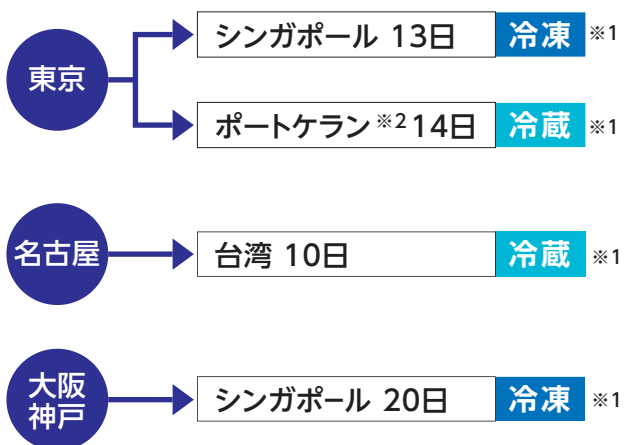 東京
シンガポール 13日 冷凍 ※1
ポートケラン※2 14日 冷蔵 ※1
名古屋
台湾 10日 冷蔵 ※1
大阪
神戸
シンガポール 20日 冷凍 ※1